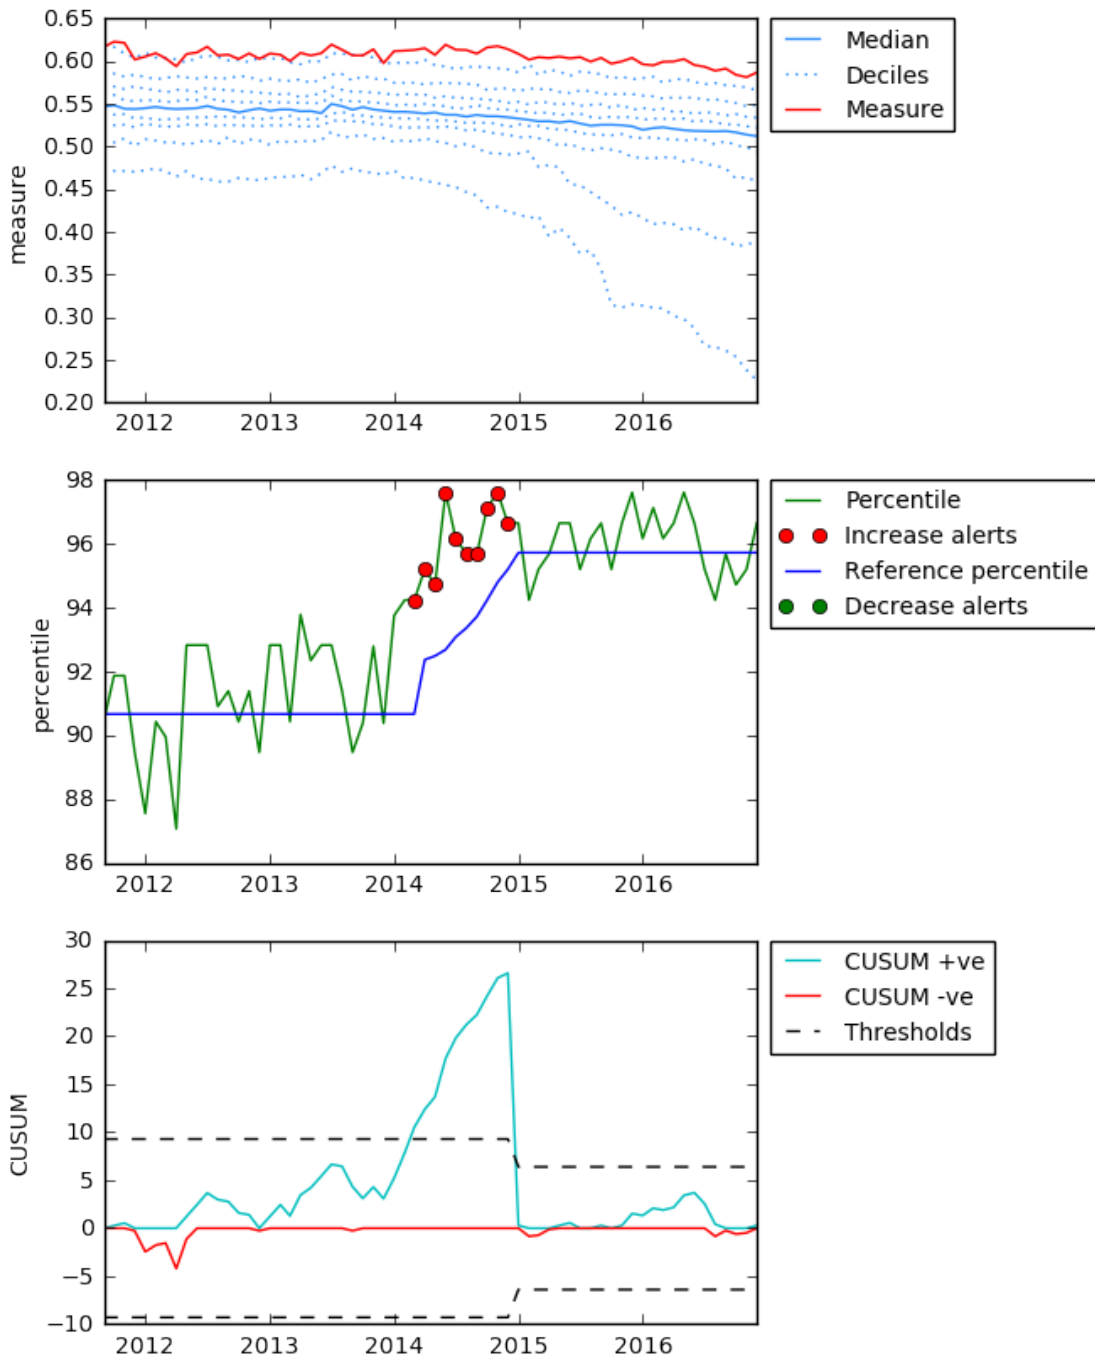 0.65
0.60
0.55
0.50
0.45
0.40
0.35
0.30
0.25
0.20
measure
2012 2013 2014 2015 2016
Median
Deciles
Measure
98
96
94
92
90
88
86
percentile
2012 2013 2014 2015 2016
Percentile
Increase alerts
Reference percentile
Decrease alerts
30
25
20
15
10
5
0
−5
−10
CUSUM
2012 2013 2014 2015 2016
CUSUM +ve
CUSUM -ve
Thresholds